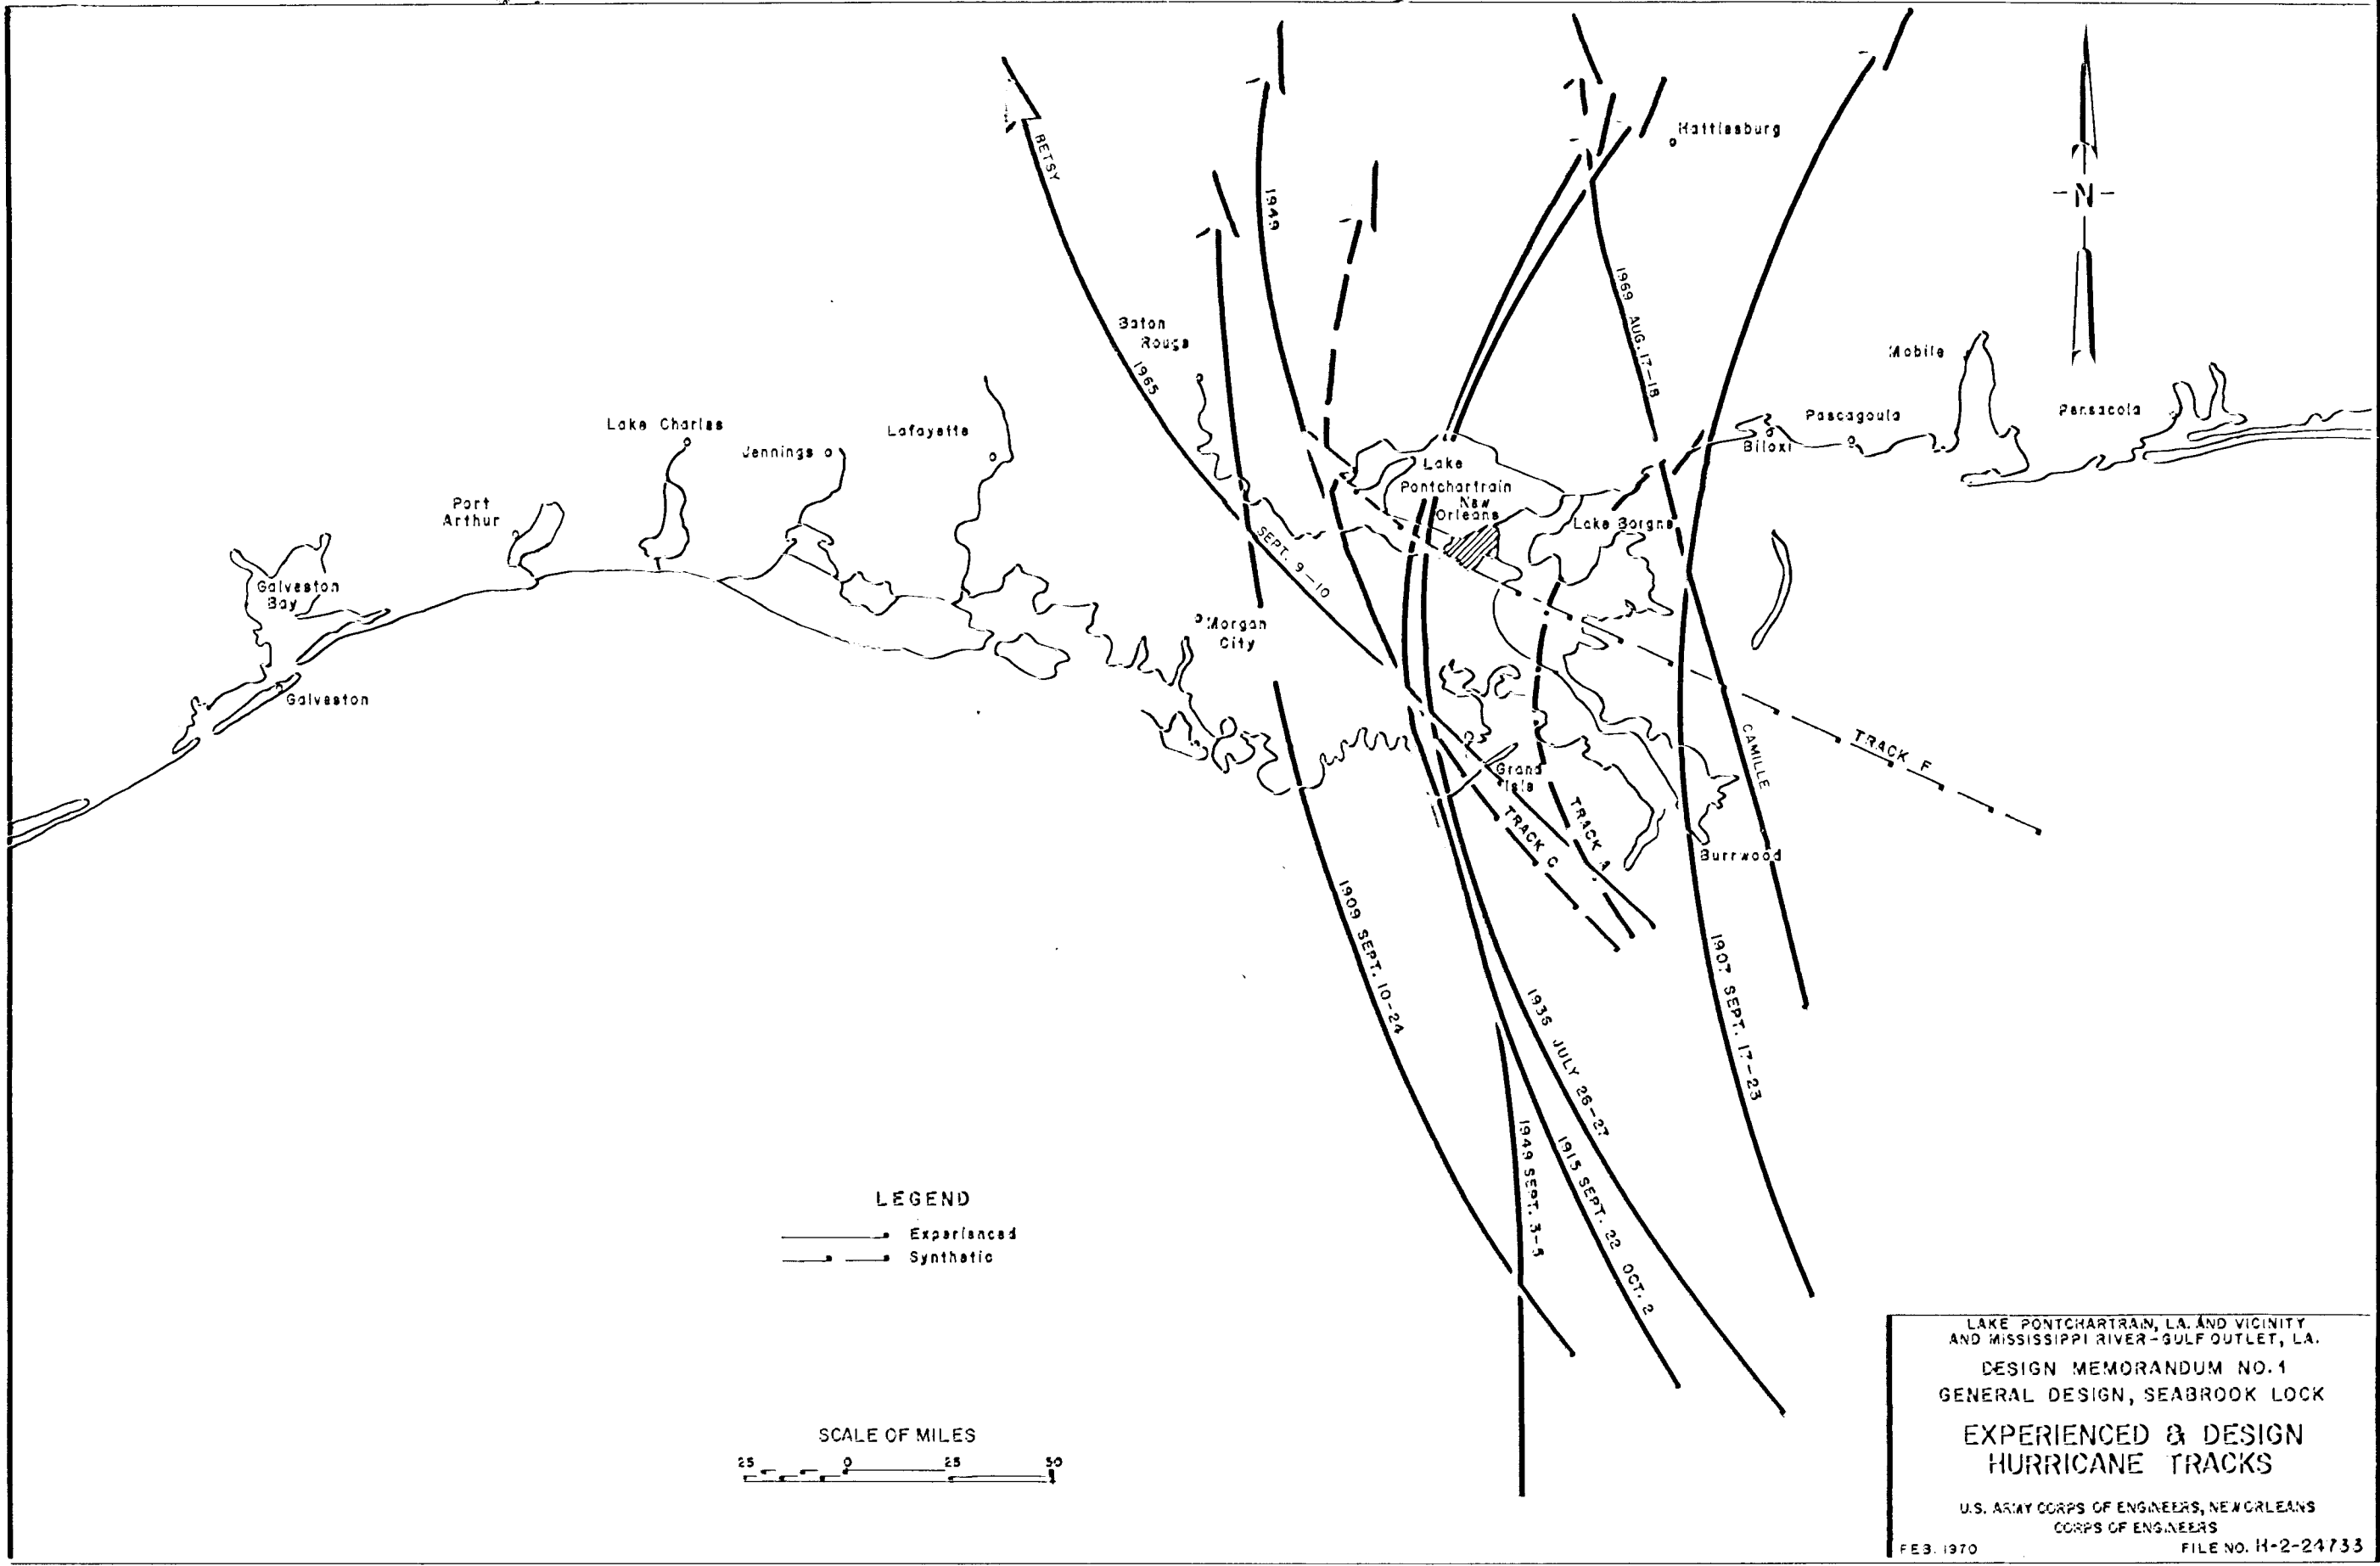 BETSY
1965
SEPT. 9-10
1949
Hattiesburg
-N-
Baton
Rouge
1969 AUG. 17-18
Mobile
Pascagoula
Biloxi
Pensacola
Lake Charles
Jennings
Lafayette
Port
Arthur
Lake
Pontchartrain
New
Orleans
Lake Borgne
Galveston
Bay
Galveston
Morgan
City
Grand
Isle
CAMILLE
TRACK F
TRACK C
TRACK A
Burrwood
1909 SEPT. 10-24
1936 JULY 26-27
1907 SEPT. 17-23
1949 SEPT. 3-5
1915 SEPT. 22 OCT. 2
LEGEND
Experienced
Synthetic
SCALE OF MILES
25 0 25 50
LAKE PONTCHARTRAIN, LA. AND VICINITY
AND MISSISSIPPI RIVER-GULF OUTLET, LA.
DESIGN MEMORANDUM NO. 1
GENERAL DESIGN, SEABROOK LOCK
EXPERIENCED & DESIGN
HURRICANE TRACKS
U.S. ARMY CORPS OF ENGINEERS, NEW ORLEANS
CORPS OF ENGINEERS
FEB. 1970 FILE NO. H-2-24733